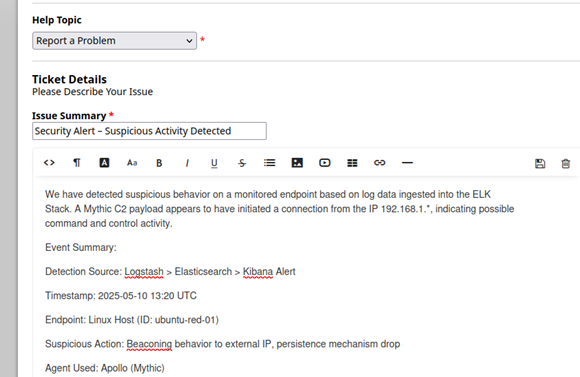 Help Topic
Report a Problem *
Ticket Details
Please Describe Your Issue
Issue Summary *
Security Alert – Suspicious Activity Detected
<> ¶ A Aa B I U S
We have detected suspicious behavior on a monitored endpoint based on log data ingested into the ELK
Stack. A Mythic C2 payload appears to have initiated a connection from the IP 192.168.1.*, indicating possible
command and control activity.
Event Summary:
Detection Source: Logstash > Elasticsearch > Kibana Alert
Timestamp: 2025-05-10 13:20 UTC
Endpoint: Linux Host (ID: ubuntu-red-01)
Suspicious Action: Beaconing behavior to external IP, persistence mechanism drop
Agent Used: Apollo (Mythic)